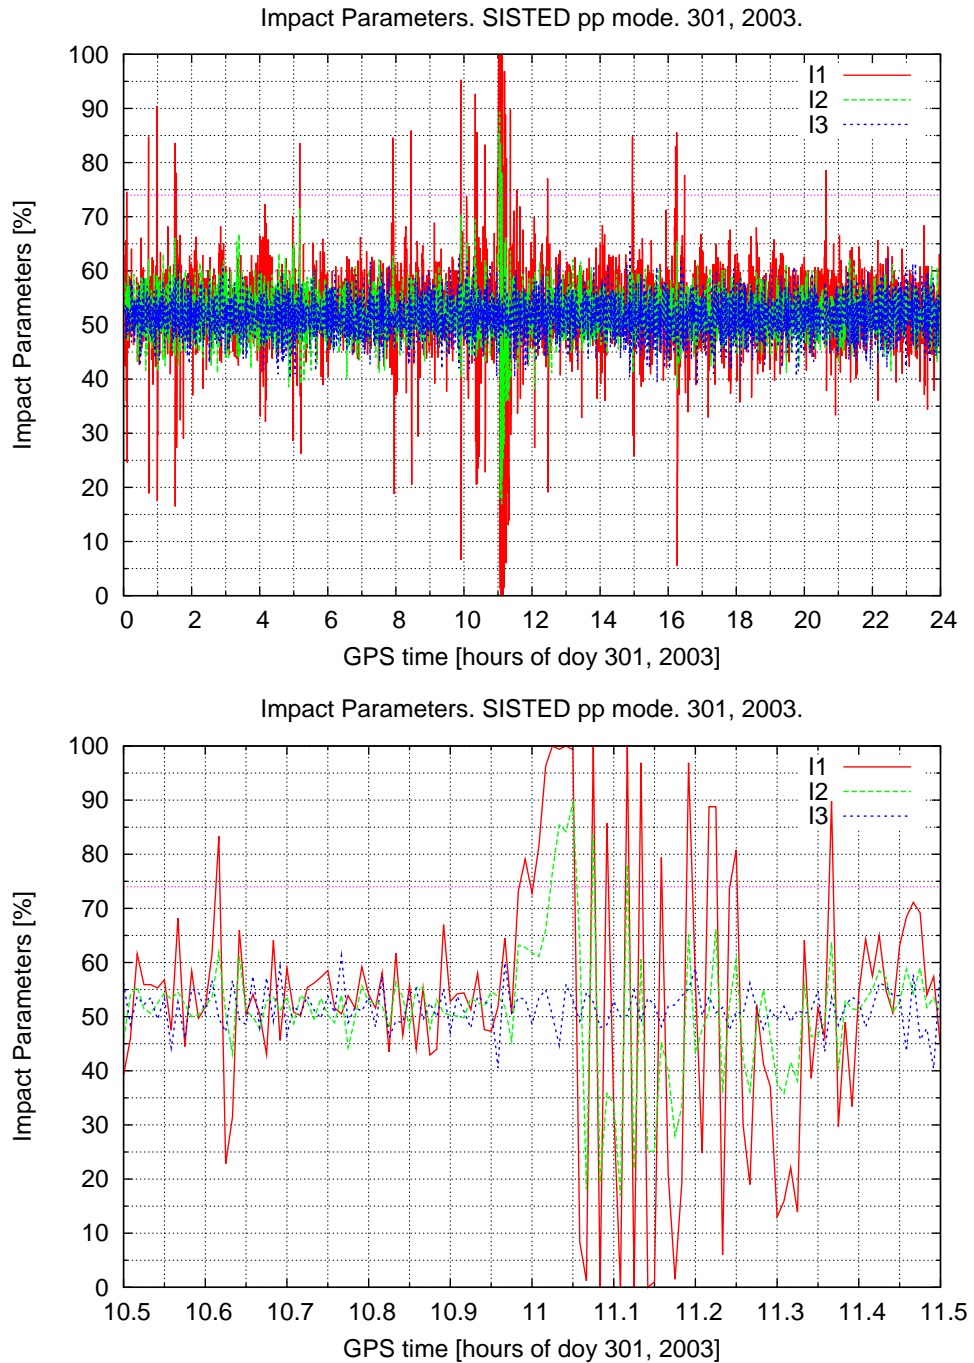 Impact Parameters. SISTED pp mode. 301, 2003.
I1
I2
I3
Impact Parameters [%]
100
90
80
70
60
50
40
30
20
10
0
0 2 4 6 8 10 12 14 16 18 20 22 24
GPS time [hours of doy 301, 2003]
Impact Parameters. SISTED pp mode. 301, 2003.
I1
I2
I3
Impact Parameters [%]
100
90
80
70
60
50
40
30
20
10
0
10.5 10.6 10.7 10.8 10.9 11 11.1 11.2 11.3 11.4 11.5
GPS time [hours of doy 301, 2003]